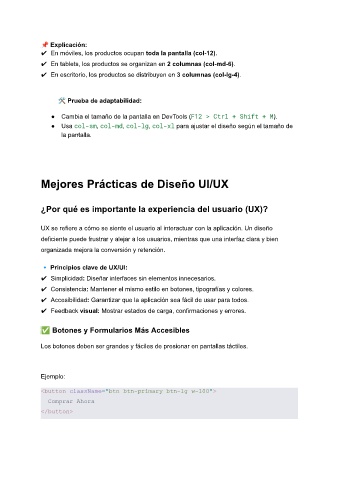 📌 Explicación:
✔ En móviles, los productos ocupan toda la pantalla (col-12).
✔ En tablets, los productos se organizan en 2 columnas (col-md-6).
✔ En escritorio, los productos se distribuyen en 3 columnas (col-lg-4).
🛠 Prueba de adaptabilidad:
● Cambia el tamaño de la pantalla en DevTools (F12 > Ctrl + Shift + M).
● Usa col-sm, col-md, col-lg, col-xl para ajustar el diseño según el tamaño de
la pantalla.
Mejores Prácticas de Diseño UI/UX
¿Por qué es importante la experiencia del usuario (UX)?
UX se refiere a cómo se siente el usuario al interactuar con la aplicación. Un diseño
deficiente puede frustrar y alejar a los usuarios, mientras que una interfaz clara y bien
organizada mejora la conversión y retención.
🔹 Principios clave de UX/UI:
✔ Simplicidad: Diseñar interfaces sin elementos innecesarios.
✔ Consistencia: Mantener el mismo estilo en botones, tipografías y colores.
✔ Accesibilidad: Garantizar que la aplicación sea fácil de usar para todos.
✔ Feedback visual: Mostrar estados de carga, confirmaciones y errores.
✅ Botones y Formularios Más Accesibles
Los botones deben ser grandes y fáciles de presionar en pantallas táctiles.
Ejemplo:
<button className="btn btn-primary btn-lg w-100">
Comprar Ahora
</button>